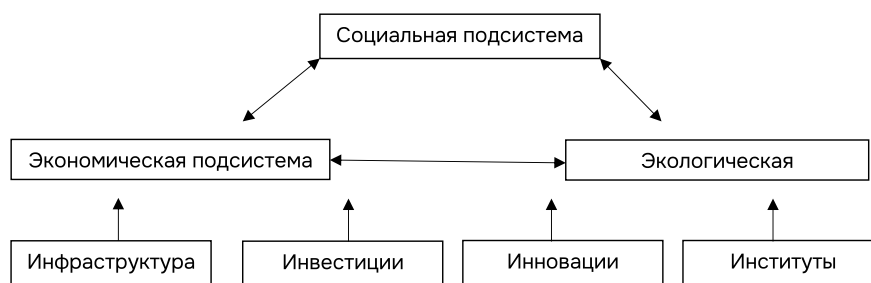 Социальная подсистема
Экономическая подсистема
Экологическая
Инфраструктура
Инвестиции
Инновации
Институты